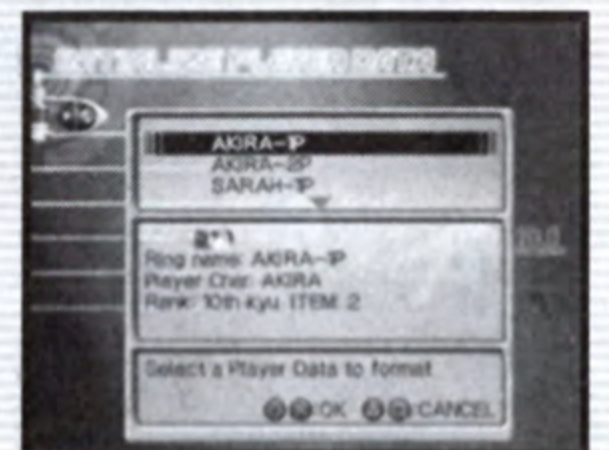 AKIRA-1P
AKIRA-2P
SARAH-1P
Ring name: AKIRA-1P
Player Char: AKIRA
Rank: 10th kyu ITEM: 2
Select a Player Data to format
OK
CANCEL